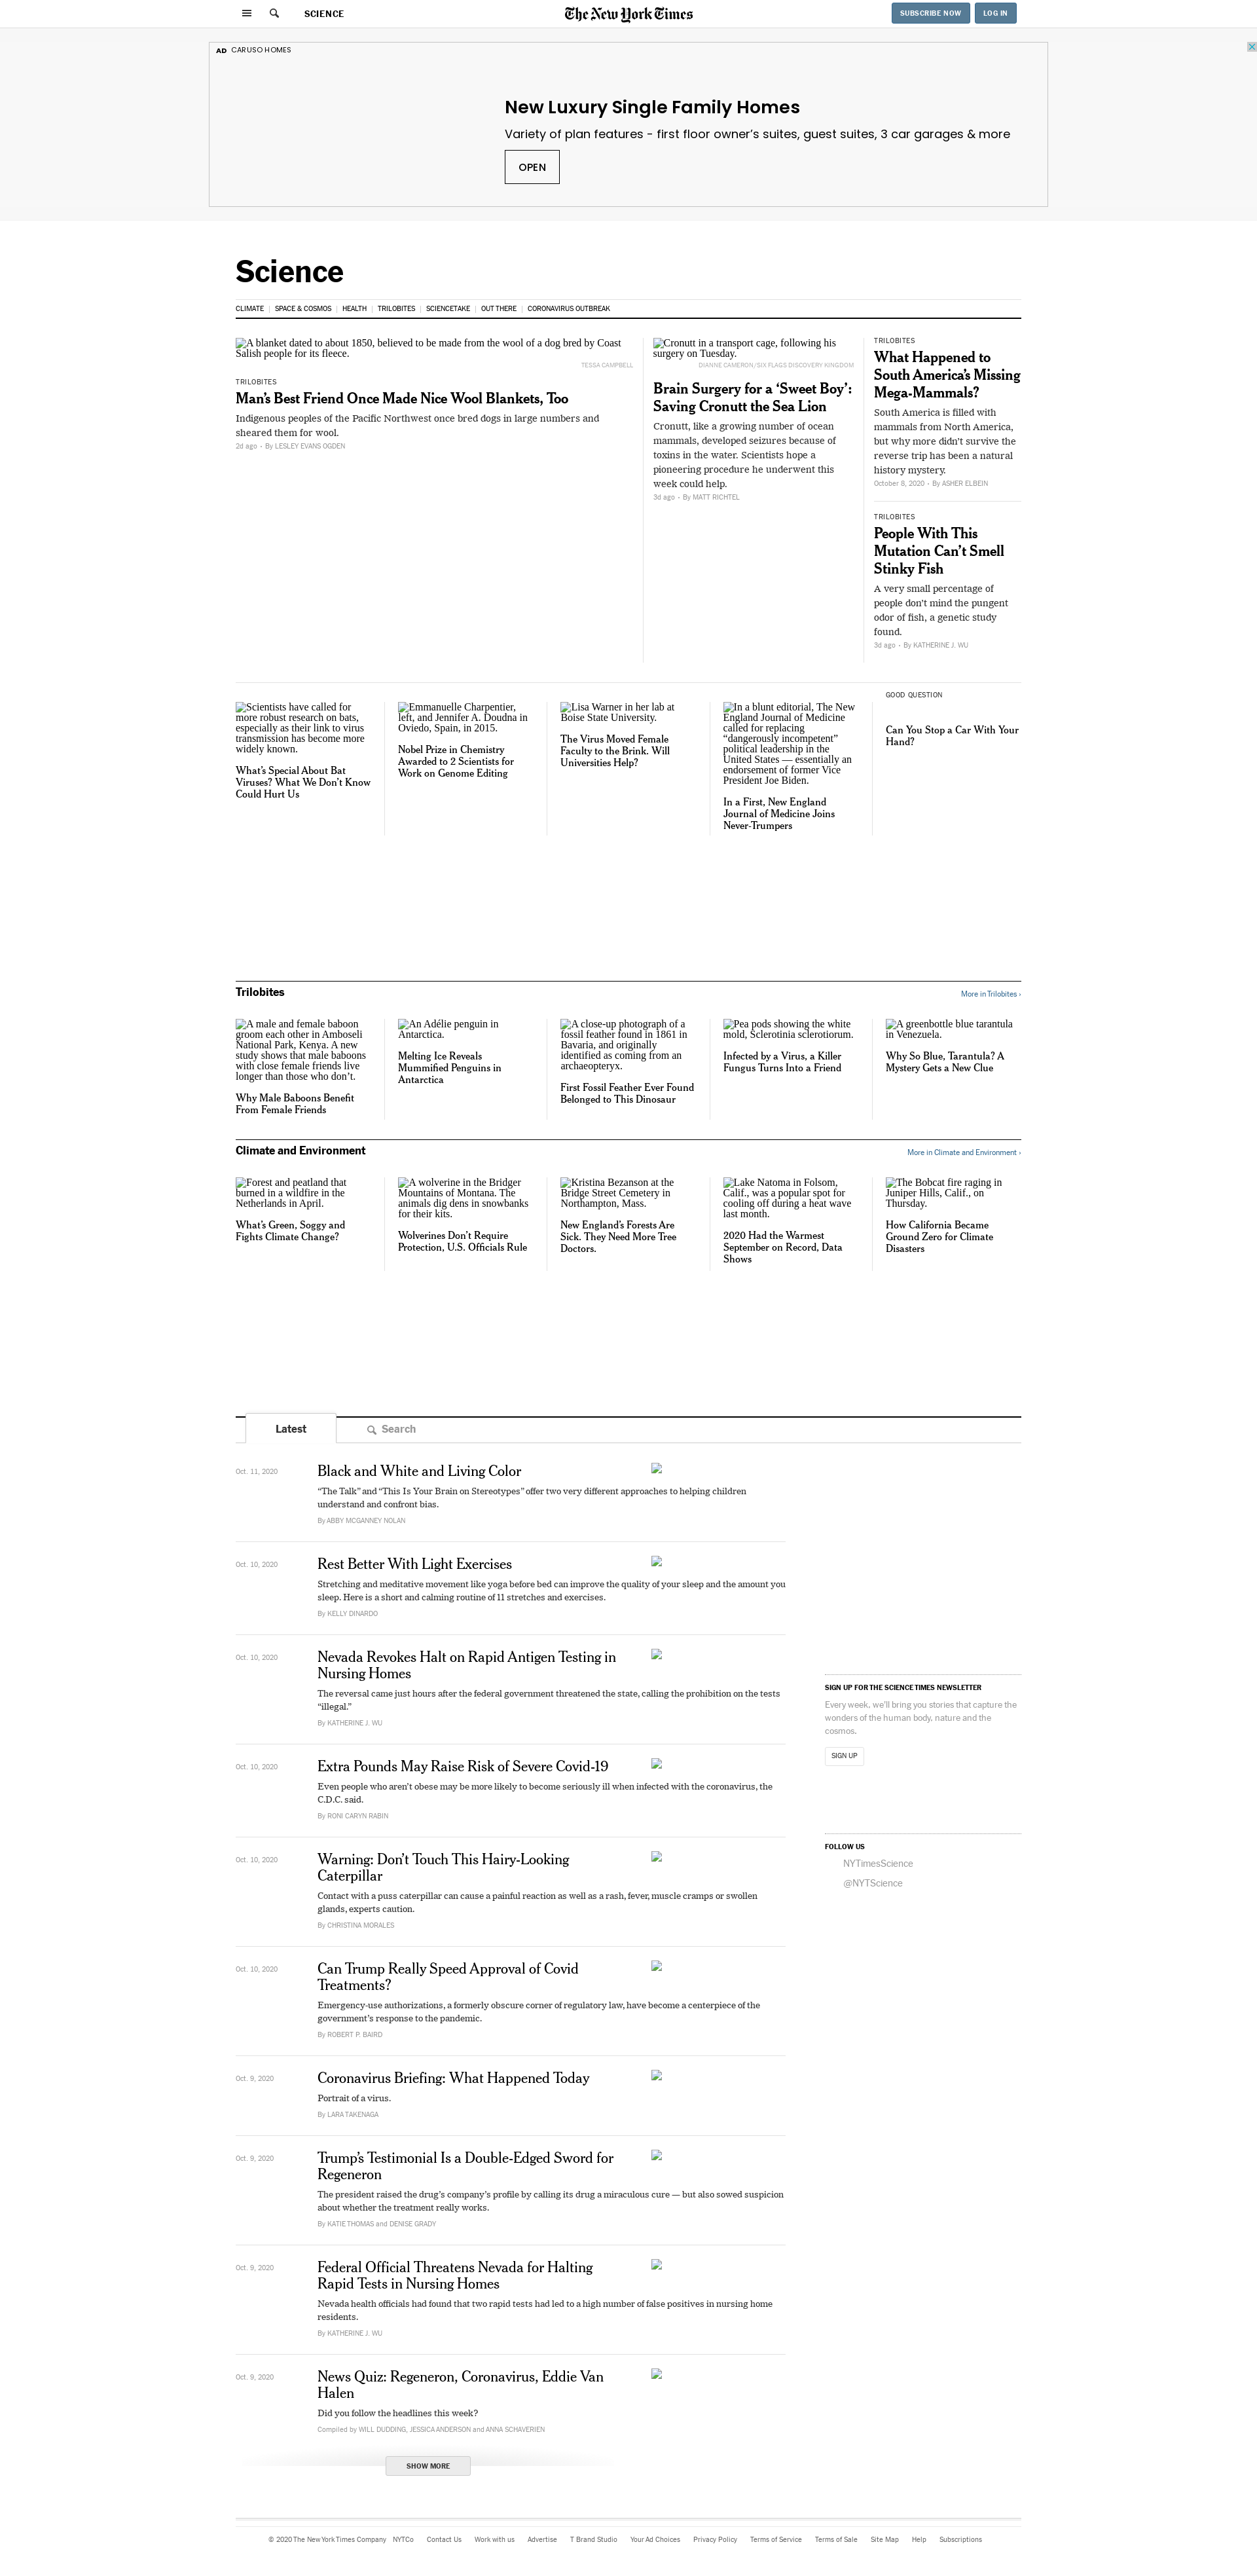 SCIENCE
The New York Times
SUBSCRIBE NOW
LOG IN
AD CARUSO HOMES
New Luxury Single Family Homes
Variety of plan features - first floor owner’s suites, guest suites, 3 car garages & more
OPEN
Science
CLIMATE | SPACE & COSMOS | HEALTH | TRILOBITES | SCIENCETAKE | OUT THERE | CORONAVIRUS OUTBREAK
A blanket dated to about 1850, believed to be made from the wool of a dog bred by Coast
Salish people for its fleece.
TESSA CAMPBELL
TRILOBITES
Man’s Best Friend Once Made Nice Wool Blankets, Too
Indigenous peoples of the Pacific Northwest once bred dogs in large numbers and
sheared them for wool.
2d ago • By LESLEY EVANS OGDEN
Cronutt in a transport cage, following his
surgery on Tuesday.
DIANNE CAMERON/SIX FLAGS DISCOVERY KINGDOM
Brain Surgery for a ‘Sweet Boy’:
Saving Cronutt the Sea Lion
Cronutt, like a growing number of ocean
mammals, developed seizures because of
toxins in the water. Scientists hope a
pioneering procedure he underwent this
week could help.
3d ago • By MATT RICHTEL
TRILOBITES
What Happened to
South America’s Missing
Mega-Mammals?
South America is filled with
mammals from North America,
but why more didn’t survive the
reverse trip has been a natural
history mystery.
October 8, 2020 • By ASHER ELBEIN
TRILOBITES
People With This
Mutation Can’t Smell
Stinky Fish
A very small percentage of
people don’t mind the pungent
odor of fish, a genetic study
found.
3d ago • By KATHERINE J. WU
Scientists have called for
more robust research on bats,
especially as their link to virus
transmission has become more
widely known.
What’s Special About Bat
Viruses? What We Don’t Know
Could Hurt Us
Emmanuelle Charpentier,
left, and Jennifer A. Doudna in
Oviedo, Spain, in 2015.
Nobel Prize in Chemistry
Awarded to 2 Scientists for
Work on Genome Editing
Lisa Warner in her lab at
Boise State University.
The Virus Moved Female
Faculty to the Brink. Will
Universities Help?
In a blunt editorial, The New
England Journal of Medicine
called for replacing
“dangerously incompetent”
political leadership in the
United States — essentially an
endorsement of former Vice
President Joe Biden.
In a First, New England
Journal of Medicine Joins
Never-Trumpers
GOOD QUESTION
Can You Stop a Car With Your
Hand?
Trilobites
More in Trilobites ›
A male and female baboon
groom each other in Amboseli
National Park, Kenya. A new
study shows that male baboons
with close female friends live
longer than those who don’t.
Why Male Baboons Benefit
From Female Friends
An Adélie penguin in
Antarctica.
Melting Ice Reveals
Mummified Penguins in
Antarctica
A close-up photograph of a
fossil feather found in 1861 in
Bavaria, and originally
identified as coming from an
archaeopteryx.
First Fossil Feather Ever Found
Belonged to This Dinosaur
Pea pods showing the white
mold, Sclerotinia sclerotiorum.
Infected by a Virus, a Killer
Fungus Turns Into a Friend
A greenbottle blue tarantula
in Venezuela.
Why So Blue, Tarantula? A
Mystery Gets a New Clue
Climate and Environment
More in Climate and Environment ›
Forest and peatland that
burned in a wildfire in the
Netherlands in April.
What’s Green, Soggy and
Fights Climate Change?
A wolverine in the Bridger
Mountains of Montana. The
animals dig dens in snowbanks
for their kits.
Wolverines Don’t Require
Protection, U.S. Officials Rule
Kristina Bezanson at the
Bridge Street Cemetery in
Northampton, Mass.
New England’s Forests Are
Sick. They Need More Tree
Doctors.
Lake Natoma in Folsom,
Calif., was a popular spot for
cooling off during a heat wave
last month.
2020 Had the Warmest
September on Record, Data
Shows
The Bobcat fire raging in
Juniper Hills, Calif., on
Thursday.
How California Became
Ground Zero for Climate
Disasters
Latest
Search
Oct. 11, 2020
Black and White and Living Color
“The Talk” and “This Is Your Brain on Stereotypes” offer two very different approaches to helping children
understand and confront bias.
By ABBY MCGANNEY NOLAN
Oct. 10, 2020
Rest Better With Light Exercises
Stretching and meditative movement like yoga before bed can improve the quality of your sleep and the amount you
sleep. Here is a short and calming routine of 11 stretches and exercises.
By KELLY DINARDO
Oct. 10, 2020
Nevada Revokes Halt on Rapid Antigen Testing in
Nursing Homes
The reversal came just hours after the federal government threatened the state, calling the prohibition on the tests
“illegal.”
By KATHERINE J. WU
Oct. 10, 2020
Extra Pounds May Raise Risk of Severe Covid-19
Even people who aren’t obese may be more likely to become seriously ill when infected with the coronavirus, the
C.D.C. said.
By RONI CARYN RABIN
Oct. 10, 2020
Warning: Don’t Touch This Hairy-Looking
Caterpillar
Contact with a puss caterpillar can cause a painful reaction as well as a rash, fever, muscle cramps or swollen
glands, experts caution.
By CHRISTINA MORALES
Oct. 10, 2020
Can Trump Really Speed Approval of Covid
Treatments?
Emergency-use authorizations, a formerly obscure corner of regulatory law, have become a centerpiece of the
government’s response to the pandemic.
By ROBERT P. BAIRD
Oct. 9, 2020
Coronavirus Briefing: What Happened Today
Portrait of a virus.
By LARA TAKENAGA
Oct. 9, 2020
Trump’s Testimonial Is a Double-Edged Sword for
Regeneron
The president raised the drug’s company’s profile by calling its drug a miraculous cure — but also sowed suspicion
about whether the treatment really works.
By KATIE THOMAS and DENISE GRADY
Oct. 9, 2020
Federal Official Threatens Nevada for Halting
Rapid Tests in Nursing Homes
Nevada health officials had found that two rapid tests had led to a high number of false positives in nursing home
residents.
By KATHERINE J. WU
Oct. 9, 2020
News Quiz: Regeneron, Coronavirus, Eddie Van
Halen
Did you follow the headlines this week?
Compiled by WILL DUDDING, JESSICA ANDERSON and ANNA SCHAVERIEN
SHOW MORE
SIGN UP FOR THE SCIENCE TIMES NEWSLETTER
Every week, we’ll bring you stories that capture the
wonders of the human body, nature and the
cosmos.
SIGN UP
FOLLOW US
NYTimesScience
@NYTScience
© 2020 The New York Times Company NYTCo Contact Us Work with us Advertise T Brand Studio Your Ad Choices Privacy Policy Terms of Service Terms of Sale Site Map Help Subscriptions